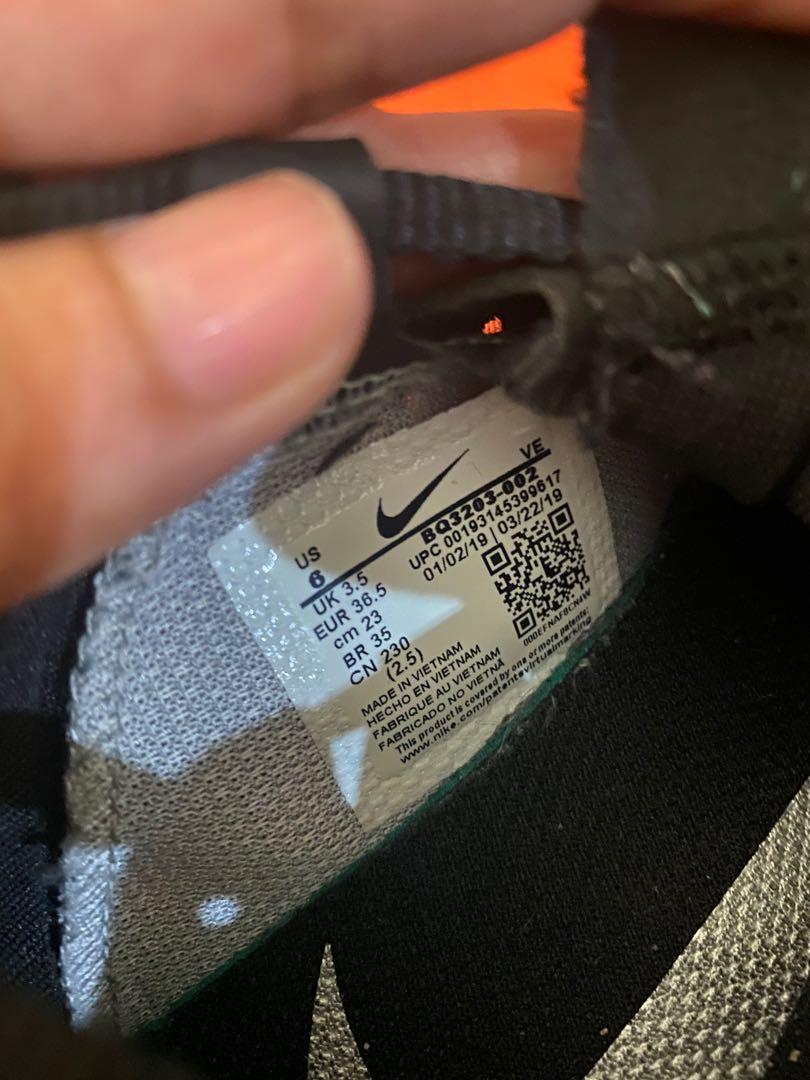 US
6
UK 3.5
EUR 36.5
cm 23
BR 35
CN 230
(2.5)
VE
BQ3203-002
UPC 00193145399617
01/02/19 | 03/22/19
MADE IN VIETNAM
HECHO EN VIETNAM
FABRIQUE AU VIETNAM
FABRICADO NO VIETNÃ
This product is covered by one or more patents:
www.nike.com/patentsvirtualmarking